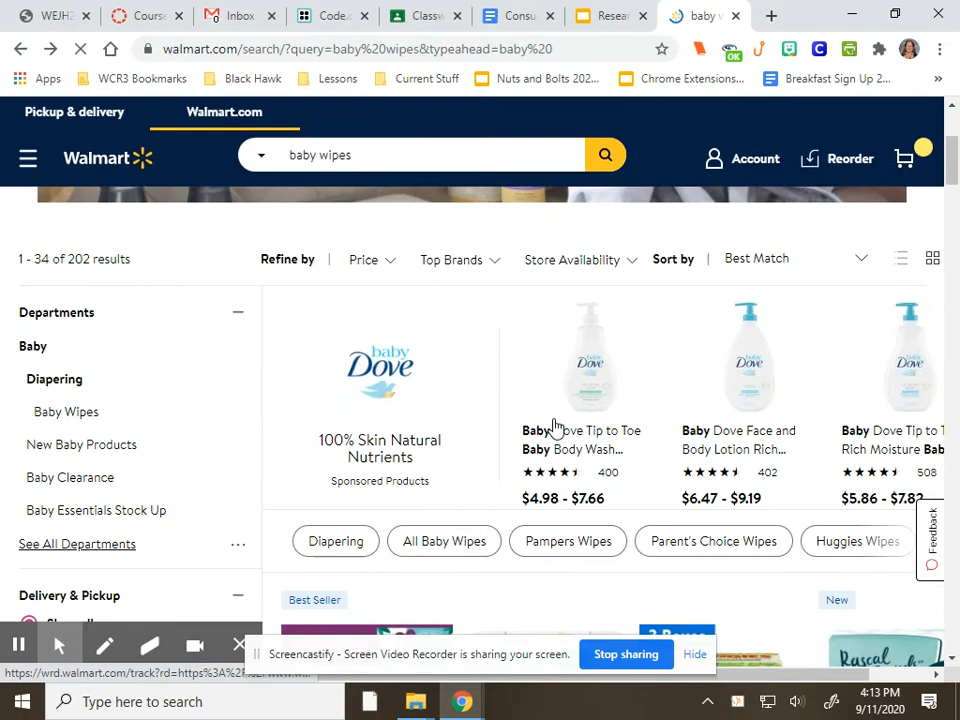 WEJH2
Course
Inbox
Code.c
Classw
Consu
Resear
baby w
walmart.com/search/?query=baby%20wipes&typeahead=baby%20
OK
Apps
WCR3 Bookmarks
Black Hawk
Lessons
Current Stuff
Nuts and Bolts 202...
Chrome Extensions...
Breakfast Sign Up 2...
»
Pickup & delivery
Walmart.com
Walmart
baby wipes
Account
Reorder
1 - 34 of 202 results
Refine by
Price
Top Brands
Store Availability
Sort by
Best Match
Departments
Baby
Diapering
Baby Wipes
New Baby Products
Baby Clearance
Baby Essentials Stock Up
See All Departments
...
Delivery & Pickup
baby
Dove
100% Skin Natural
Nutrients
Sponsored Products
Baby Dove Tip to Toe
Baby Body Wash...
400
$4.98 - $7.66
Baby Dove Face and
Body Lotion Rich...
402
$6.47 - $9.19
Baby Dove Tip to T
Rich Moisture Bab
508
$5.86 - $7.82
Feedback
Diapering
All Baby Wipes
Pampers Wipes
Parent's Choice Wipes
Huggies Wipes
Best Seller
New
Rascal
Screencastify - Screen Video Recorder is sharing your screen.
Stop sharing
Hide
https://wrd.walmart.com/track?rd=https%3A%2F
Type here to search
4:13 PM
9/11/2020